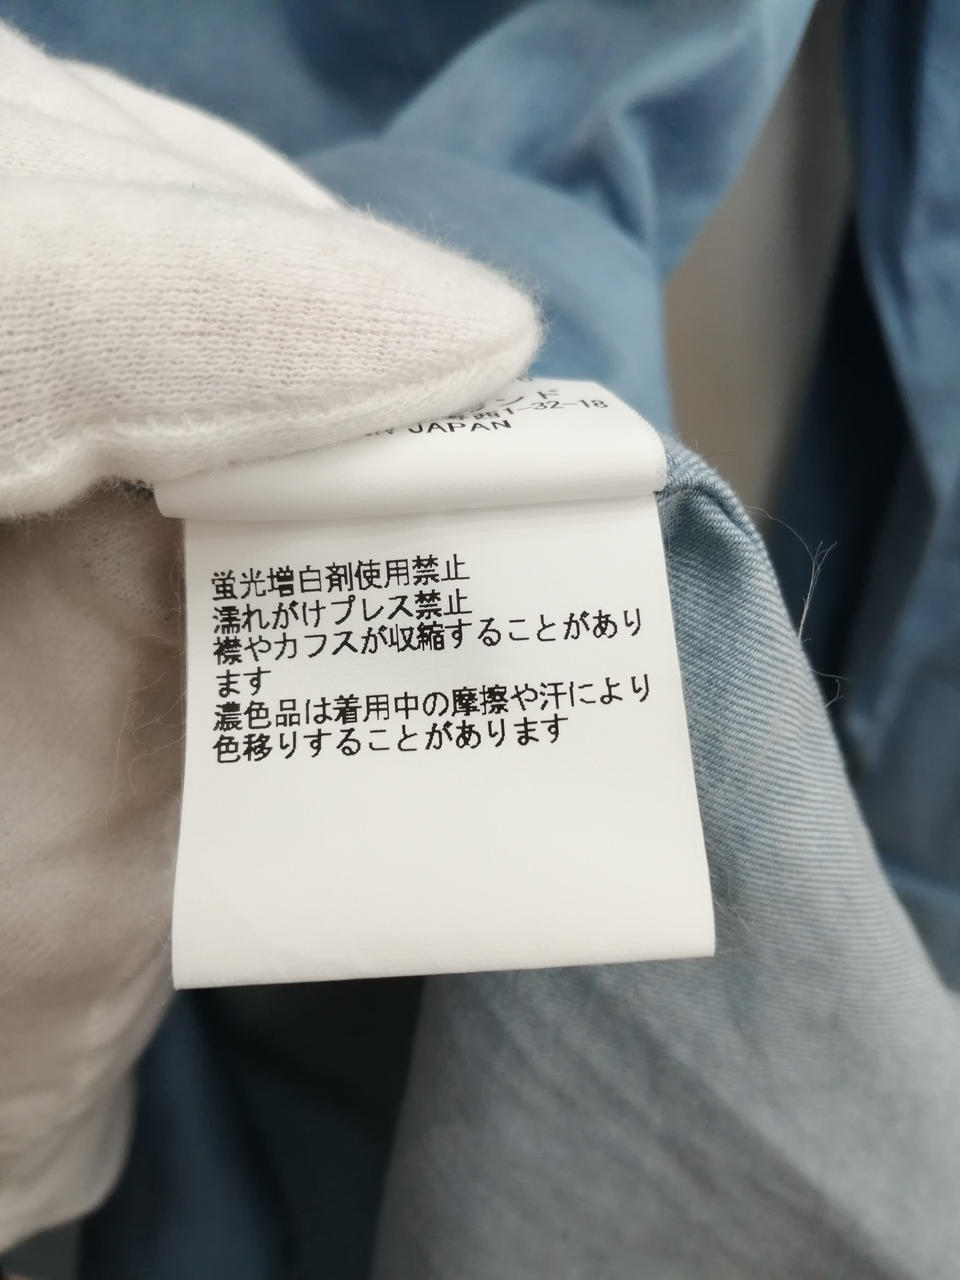 ンド
西1-32-18
JAPAN
蛍光増白剤使用禁止
濡れがけプレス禁止
襟やカフスが収縮することがあり
ます
濃色品は着用中の摩擦や汗により
色移りすることがあります